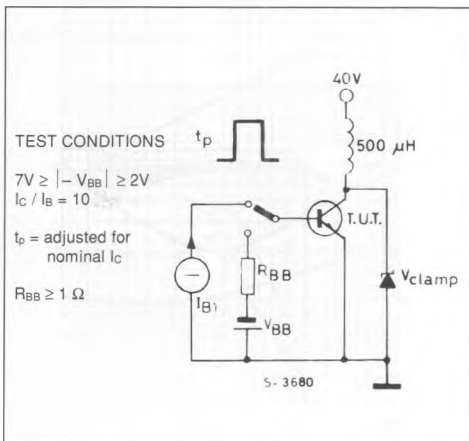 40V
500 μH
tp
TEST CONDITIONS
7V ≥ |– VBB| ≥ 2V
IC / IB = 10
tp = adjusted for
nominal IC
RBB ≥ 1 Ω
T.U.T.
RBB
Vclamp
IB1
VBB
S- 3680